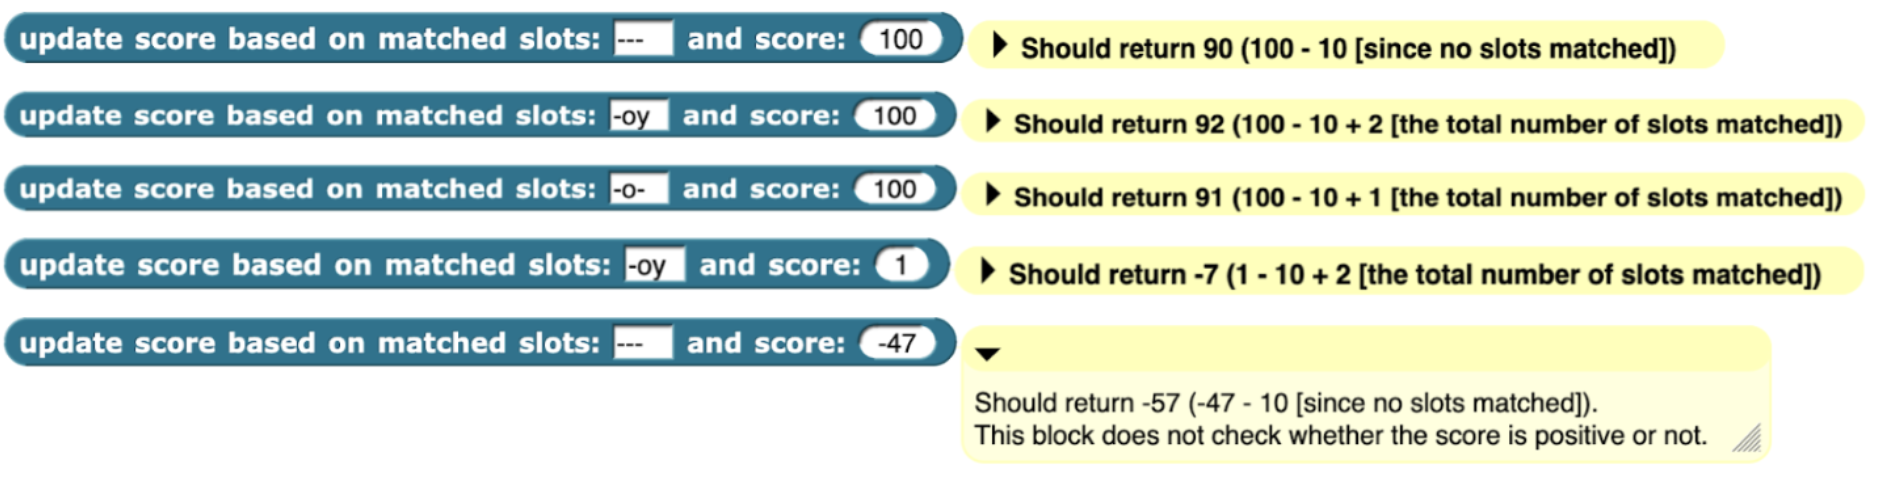 update score based on matched slots: --- and score: 100 Should return 90 (100 - 10 [since no slots matched])
update score based on matched slots: -oy and score: 100 Should return 92 (100 - 10 + 2 [the total number of slots matched])
update score based on matched slots: -o- and score: 100 Should return 91 (100 - 10 + 1 [the total number of slots matched])
update score based on matched slots: -oy and score: 1 Should return -7 (1 - 10 + 2 [the total number of slots matched])
update score based on matched slots: --- and score: -47
Should return -57 (-47 - 10 [since no slots matched]).
This block does not check whether the score is positive or not.